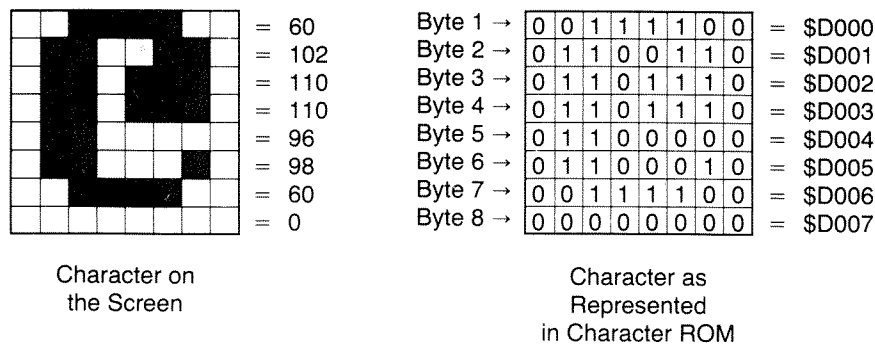 = 60
= 102
= 110
= 110
= 96
= 98
= 60
= 0
Character on
the Screen
Byte 1 → 0 0 1 1 1 1 0 0 = $D000
Byte 2 → 0 1 1 0 0 1 1 0 = $D001
Byte 3 → 0 1 1 0 1 1 1 0 = $D002
Byte 4 → 0 1 1 0 1 1 1 0 = $D003
Byte 5 → 0 1 1 0 0 0 0 0 = $D004
Byte 6 → 0 1 1 0 0 0 1 0 = $D005
Byte 7 → 0 0 1 1 1 1 0 0 = $D006
Byte 8 → 0 0 0 0 0 0 0 0 = $D007
Character as
Represented
in Character ROM